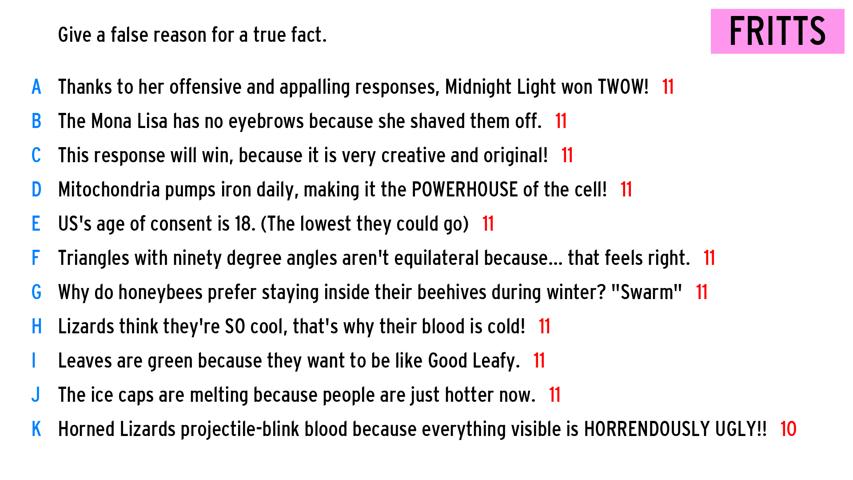 Give a false reason for a true fact.
FRITTS
A Thanks to her offensive and appalling responses, Midnight Light won TWOW! 11
B The Mona Lisa has no eyebrows because she shaved them off. 11
C This response will win, because it is very creative and original! 11
D Mitochondria pumps iron daily, making it the POWERHOUSE of the cell! 11
E US's age of consent is 18. (The lowest they could go) 11
F Triangles with ninety degree angles aren't equilateral because... that feels right. 11
G Why do honeybees prefer staying inside their beehives during winter? "Swarm" 11
H Lizards think they're SO cool, that's why their blood is cold! 11
I Leaves are green because they want to be like Good Leafy. 11
J The ice caps are melting because people are just hotter now. 11
K Horned Lizards projectile-blink blood because everything visible is HORRENDOUSLY UGLY!! 10